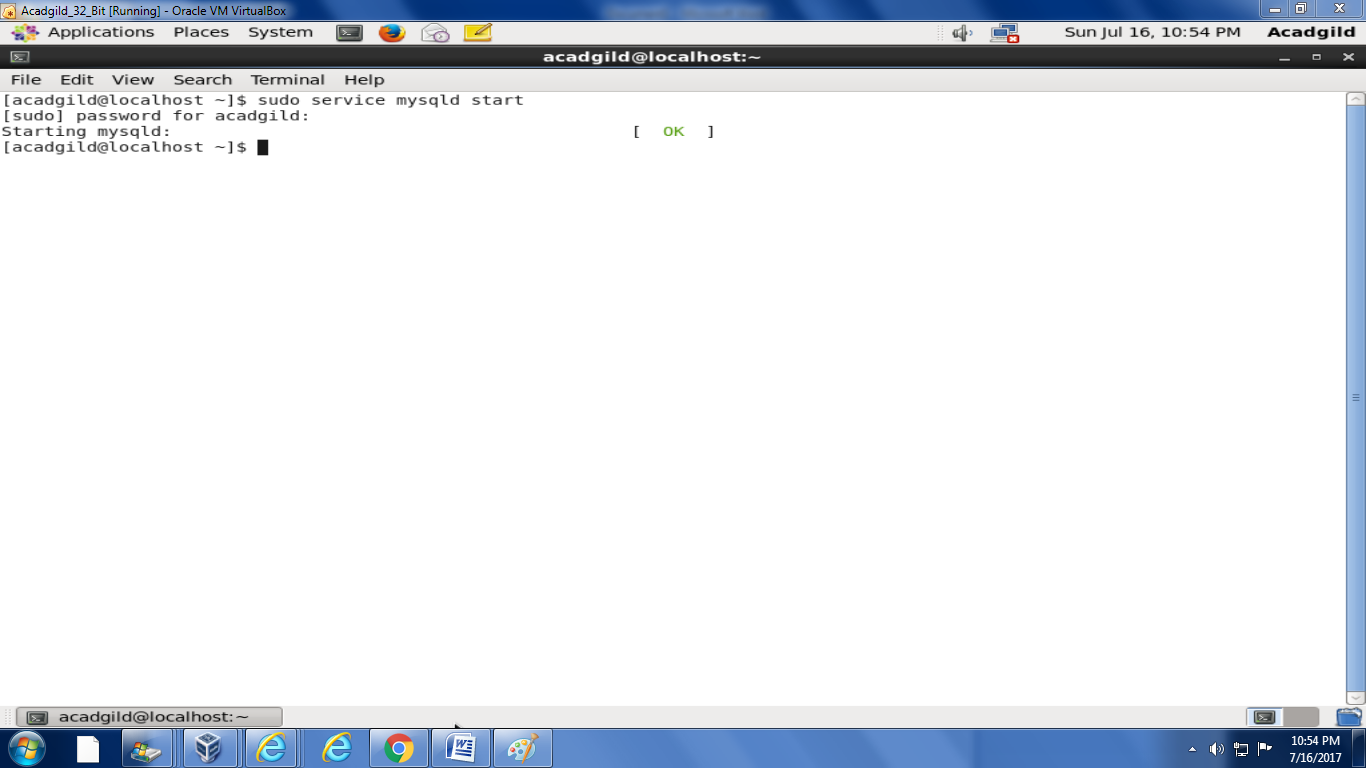 Acadgild_32_Bit [Running] - Oracle VM VirtualBox
Applications Places System Sun Jul 16, 10:54 PM Acadgild
acadgild@localhost:~
File Edit View Search Terminal Help
[acadgild@localhost ~]$ sudo service mysqld start
[sudo] password for acadgild:
Starting mysqld: [ OK ]
[acadgild@localhost ~]$
acadgild@localhost:~
10:54 PM
7/16/2017